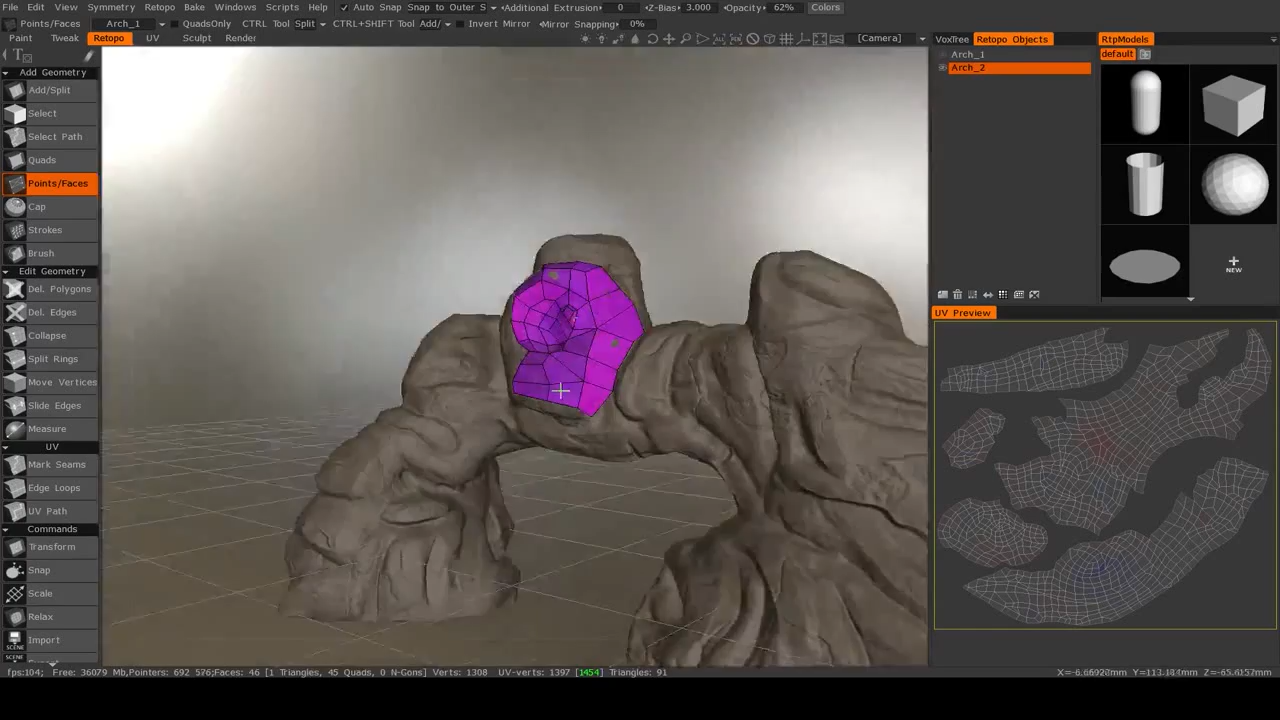 File Edit View Symmetry Retopo Bake Windows Scripts Help Auto Snap Snap to Outer S Additional Extrusion 0 Z-Bias 3.000 Opacity 62% Colors
Points/Faces Arch_1 QuadsOnly CTRL Tool Split CTRL+SHIFT Tool Add/ Invert Mirror Mirror Snapping 0%
Paint Tweak Retopo UV Sculpt Render [Camera] VoxTree Retopo Objects RtpModels
Arch_1
default
Arch_2
Add Geometry
Add/Split
Select
Select Path
Quads
Points/Faces
Cap
Strokes
Brush
NEW
Edit Geometry
Del. Polygons
Del. Edges
UV Preview
Collapse
Split Rings
Move Vertices
Slide Edges
Measure
UV
Mark Seams
Edge Loops
UV Path
Commands
Transform
Snap
Scale
Relax
SCENE Import
SCENE
fps:104; Free: 36079 Mb,Pointers: 692 576;Faces: 46 [1 Triangles, 45 Quads, 0 N-Gons] Verts: 1308 UV-verts: 1397 [1454] Triangles: 91